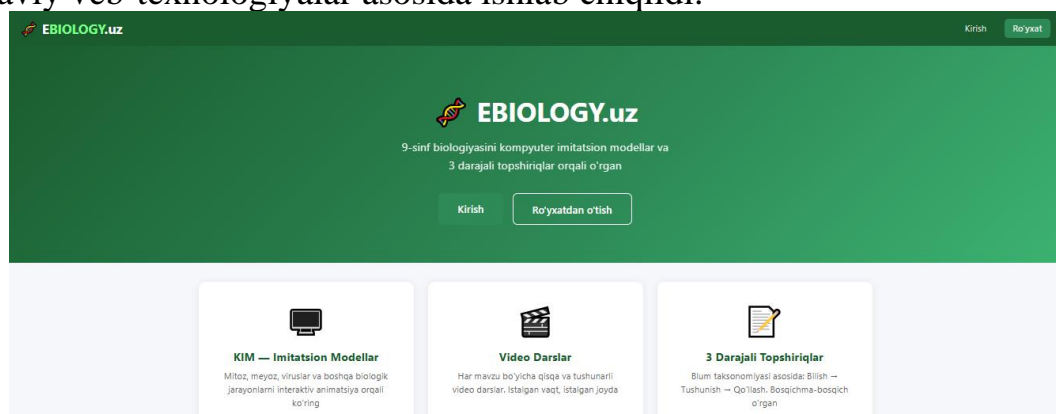 zamonaviy veb-texnologiyalar asosida ishlab chiqildi.
EBIOLOGY.uz
Kirish
Ro'yxat
EBIOLOGY.uz
9-sinf biologiyasini kompyuter imitatsion modellar va
3 darajali topshiriqlar orqali o'rgan
Kirish
Ro'yxatdan o'tish
KIM — Imitatsion Modellar
Mitoz, meyoz, viruslar va boshqa biologik
jarayonlarni interaktiv animatsiya orqali
ko'ring
Video Darslar
Har mavzu bo'yicha qisqa va tushunarli
video darslar. Istalgan vaqt, istalgan joyda
3 Darajali Topshiriqlar
Blum taksonomiyasi asosida: Bilish →
Tushunish → Qo'llash. Bosqichma-bosqich
o'rgan